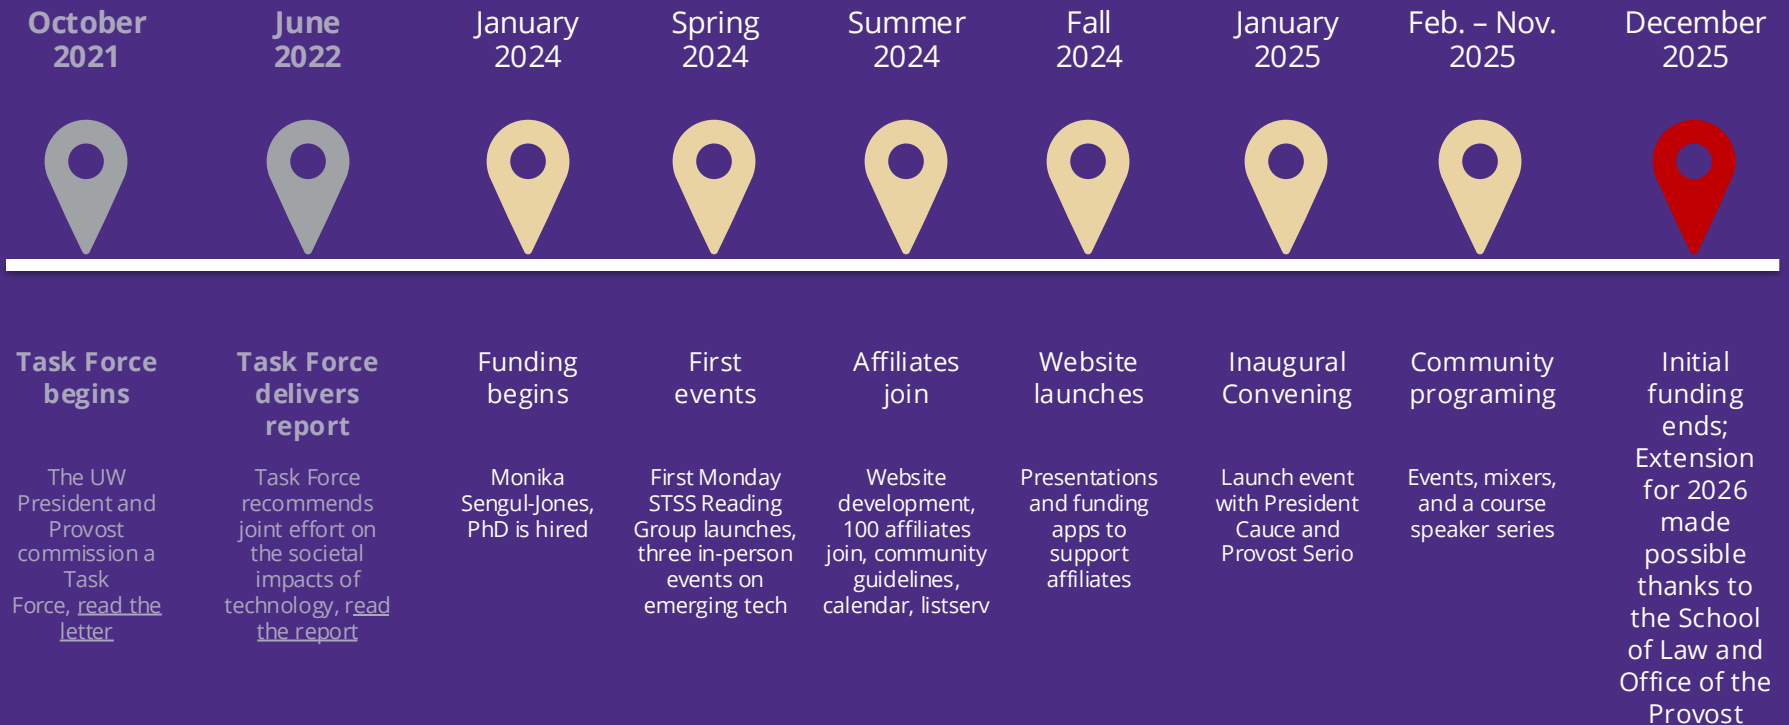 October
2021
June
2022
January
2024
Spring
2024
Summer
2024
Fall
2024
January
2025
Feb. – Nov.
2025
December
2025
Task Force
begins
The UW
President and
Provost
commission a
Task
Force, read the
letter
Task Force
delivers
report
Task Force
recommends
joint effort on
the societal
impacts of
technology, read
the report
Funding
begins
Monika
Sengul-Jones,
PhD is hired
First
events
First Monday
STSS Reading
Group launches,
three in-person
events on
emerging tech
Affiliates
join
Website
development,
100 affiliates
join, community
guidelines,
calendar, listserv
Website
launches
Presentations
and funding
apps to
support
affiliates
Inaugural
Convening
Launch event
with President
Cauce and
Provost Serio
Community
programing
Events, mixers,
and a course
speaker series
Initial
funding
ends;
Extension
for 2026
made
possible
thanks to
the School
of Law and
Office of the
Provost